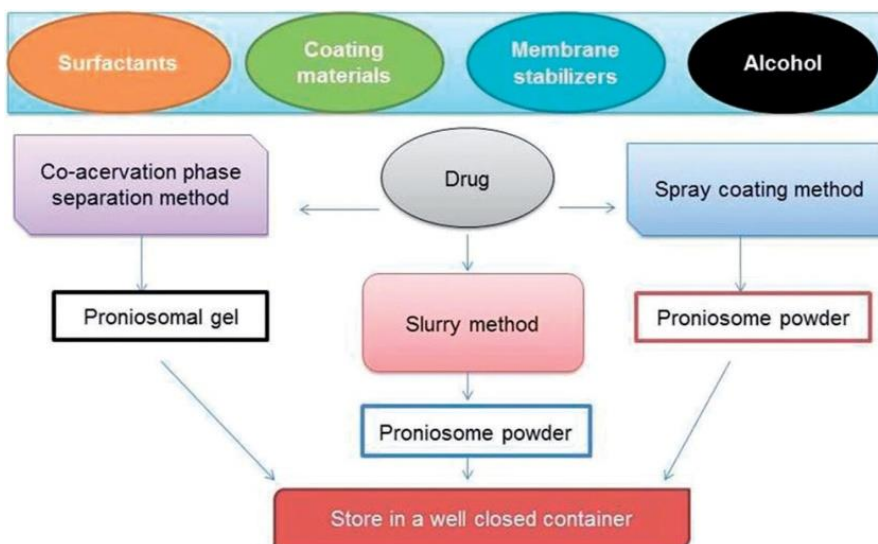 Surfactants
Coating
materials
Membrane
stabilizers
Alcohol
Co-acervation phase
separation method
Drug
Spray coating method
Proniosomal gel
Slurry method
Proniosome powder
Proniosome powder
Store in a well closed container